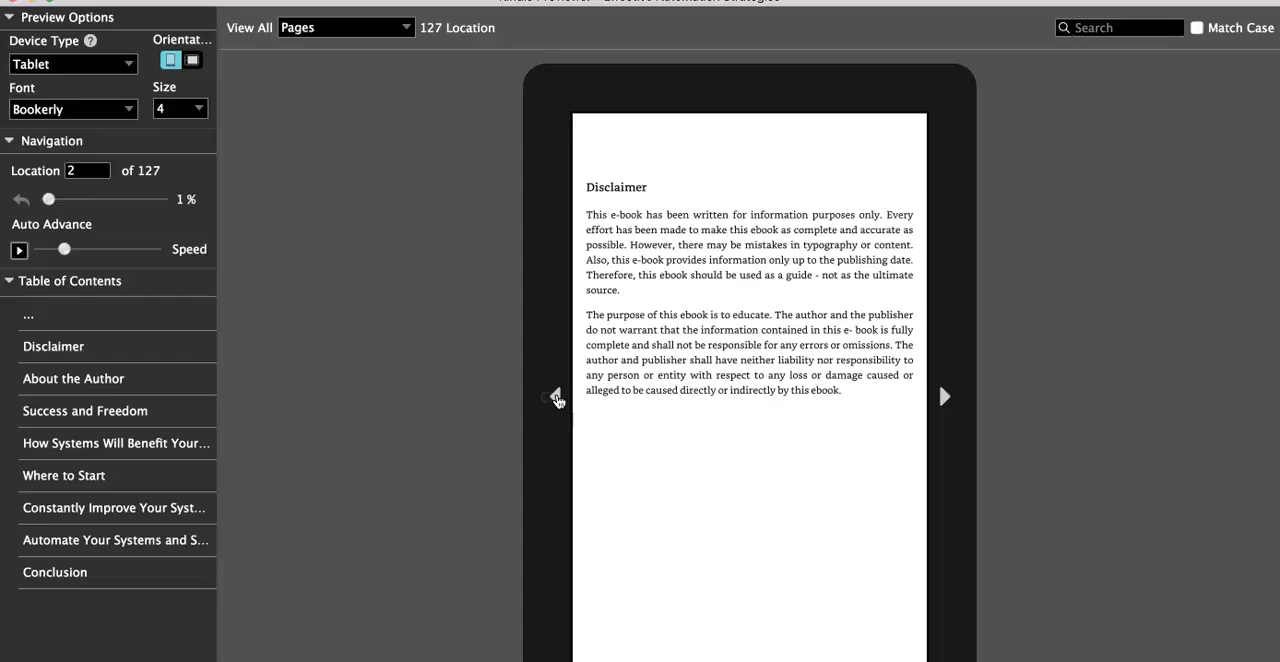 Preview Options
Device Type ?
Orientat...
Tablet
Font
Size
Bookerly
4
Navigation
Location 2 of 127
1 %
Auto Advance
Speed
Table of Contents
...
Disclaimer
About the Author
Success and Freedom
How Systems Will Benefit Your...
Where to Start
Constantly Improve Your Syst...
Automate Your Systems and S...
Conclusion
View All Pages 127 Location
Search
Match Case
Disclaimer
This e-book has been written for information purposes only. Every
effort has been made to make this ebook as complete and accurate as
possible. However, there may be mistakes in typography or content.
Also, this e-book provides information only up to the publishing date.
Therefore, this ebook should be used as a guide - not as the ultimate
source.
The purpose of this ebook is to educate. The author and the publisher
do not warrant that the information contained in this e- book is fully
complete and shall not be responsible for any errors or omissions. The
author and publisher shall have neither liability nor responsibility to
any person or entity with respect to any loss or damage caused or
alleged to be caused directly or indirectly by this ebook.